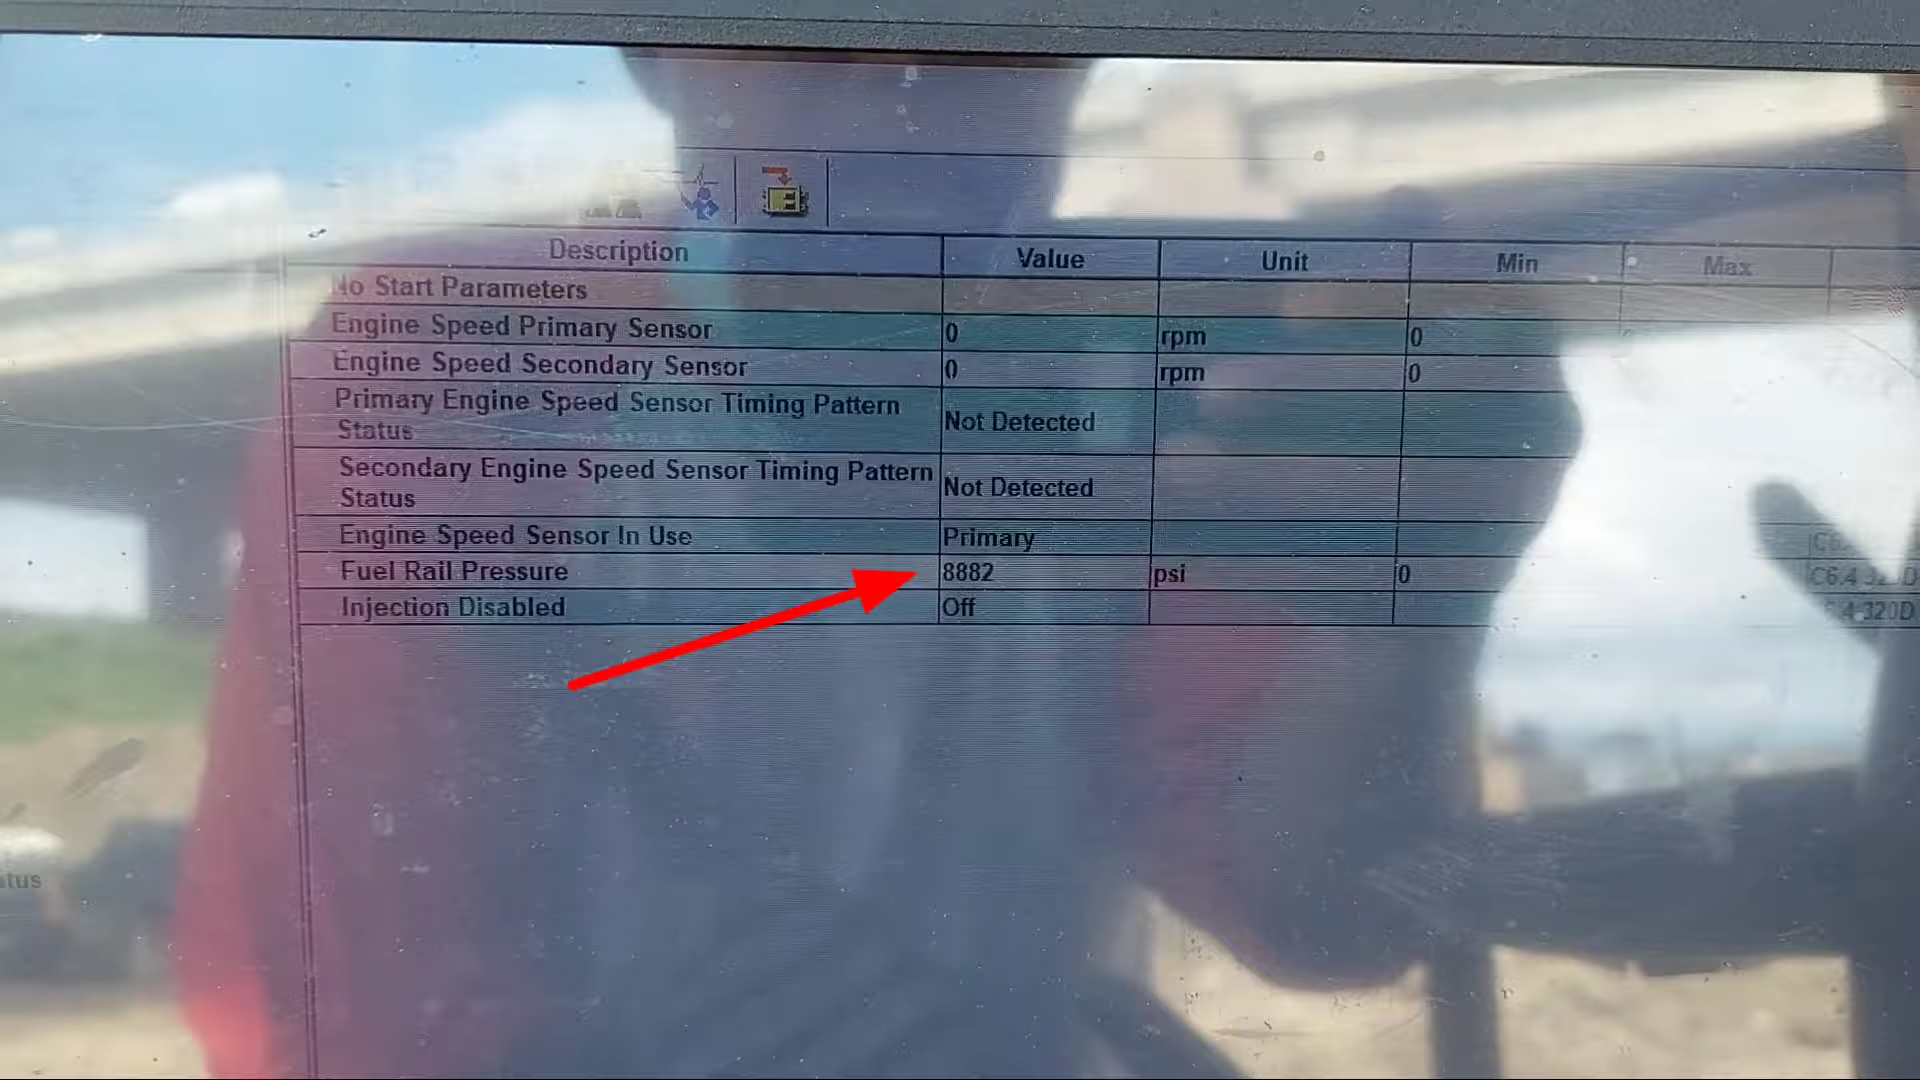 Description Value Unit Min Max
No Start Parameters
Engine Speed Primary Sensor 0 rpm 0
Engine Speed Secondary Sensor 0 rpm 0
Primary Engine Speed Sensor Timing Pattern
Status Not Detected
Secondary Engine Speed Sensor Timing Pattern
Status Not Detected
Engine Speed Sensor In Use Primary
Fuel Rail Pressure 8882 psi 0
Injection Disabled Off
320D